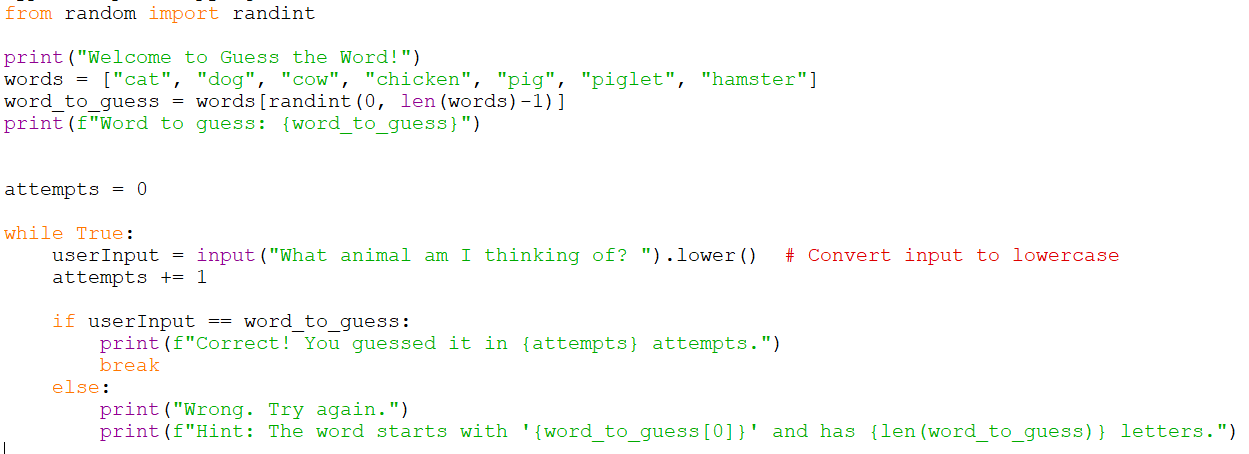 from random import randint
print("Welcome to Guess the Word!")
words = ["cat", "dog", "cow", "chicken", "pig", "piglet", "hamster"]
word_to_guess = words[randint(0, len(words)-1)]
print(f"Word to guess: {word_to_guess}")
attempts = 0
while True:
    userInput = input("What animal am I thinking of? ").lower()  # Convert input to lowercase
    attempts += 1
    if userInput == word_to_guess:
        print(f"Correct! You guessed it in {attempts} attempts.")
        break
    else:
        print("Wrong. Try again.")
        print(f"Hint: The word starts with '{word_to_guess[0]}' and has {len(word_to_guess)} letters.")